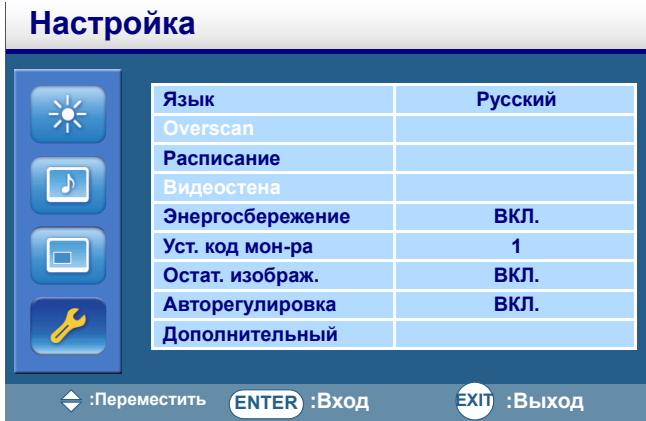 Настройка
Язык Русский
Overscan
Расписание
Видеостена
Энергосбережение ВКЛ.
Уст. код мон-ра 1
Остат. изображ. ВКЛ.
Авторегулировка ВКЛ.
Дополнительный
:Переместить ENTER :Вход EXIT :Выход